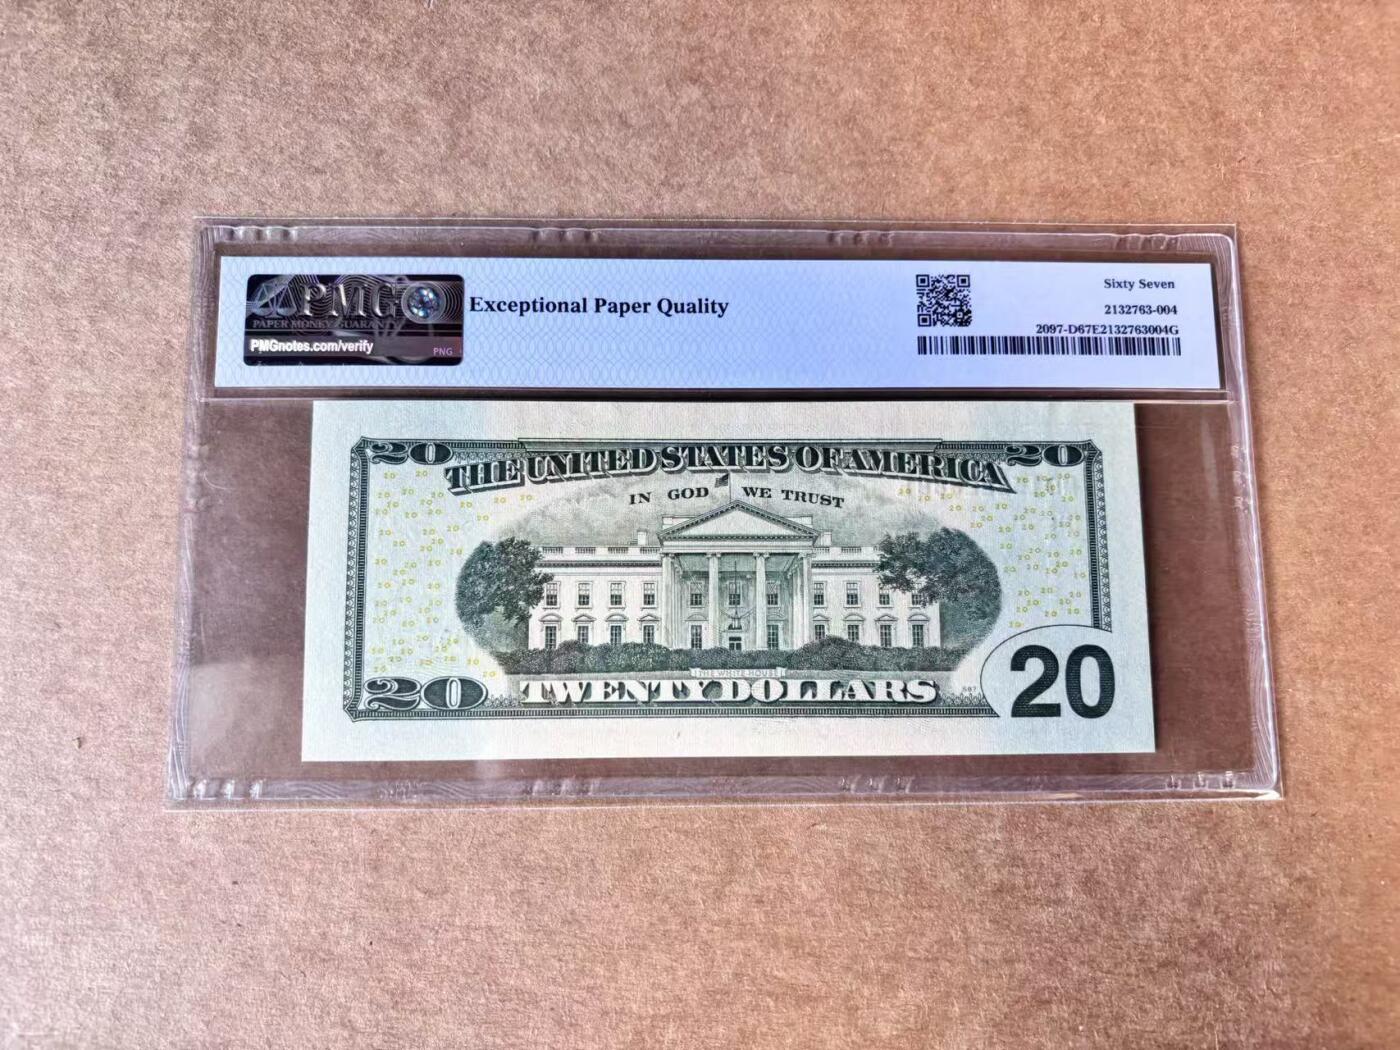 PMG
PAPER MONEY GUARANTY
PMGnotes.com/verify
PNG
Exceptional Paper Quality
Sixty Seven
2132763-004
2097-D67E2132763004G
20 20
THE UNITED STATES OF AMERICA
IN GOD WE TRUST
THE WHITE HOUSE
20 TWENTY DOLLARS 20